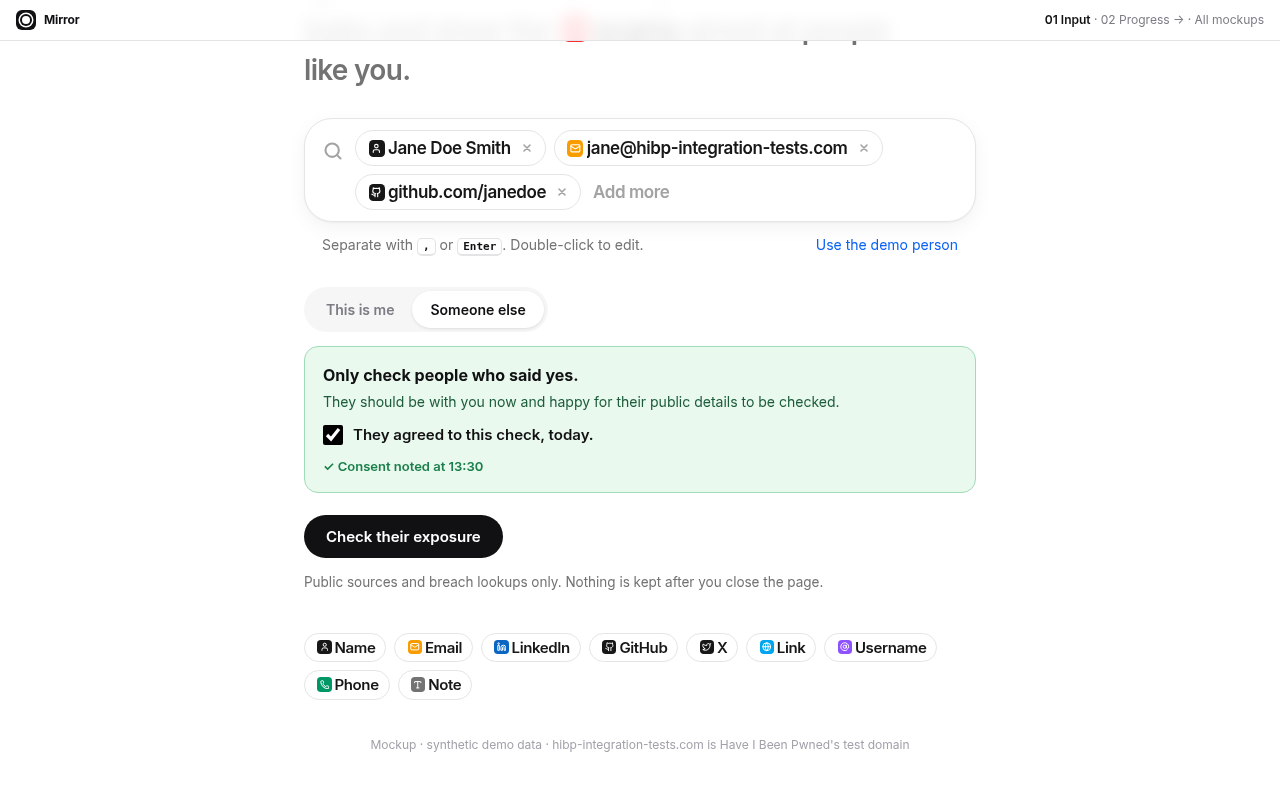 Mirror
01 Input · 02 Progress → · All mockups
like you.
Jane Doe Smith ×
jane@hibp-integration-tests.com ×
github.com/janedoe ×
Add more
Separate with , or Enter. Double-click to edit.
Use the demo person
This is me
Someone else
Only check people who said yes.
They should be with you now and happy for their public details to be checked.
They agreed to this check, today.
✓ Consent noted at 13:30
Check their exposure
Public sources and breach lookups only. Nothing is kept after you close the page.
Name
Email
LinkedIn
GitHub
X
Link
Username
Phone
Note
Mockup · synthetic demo data · hibp-integration-tests.com is Have I Been Pwned's test domain